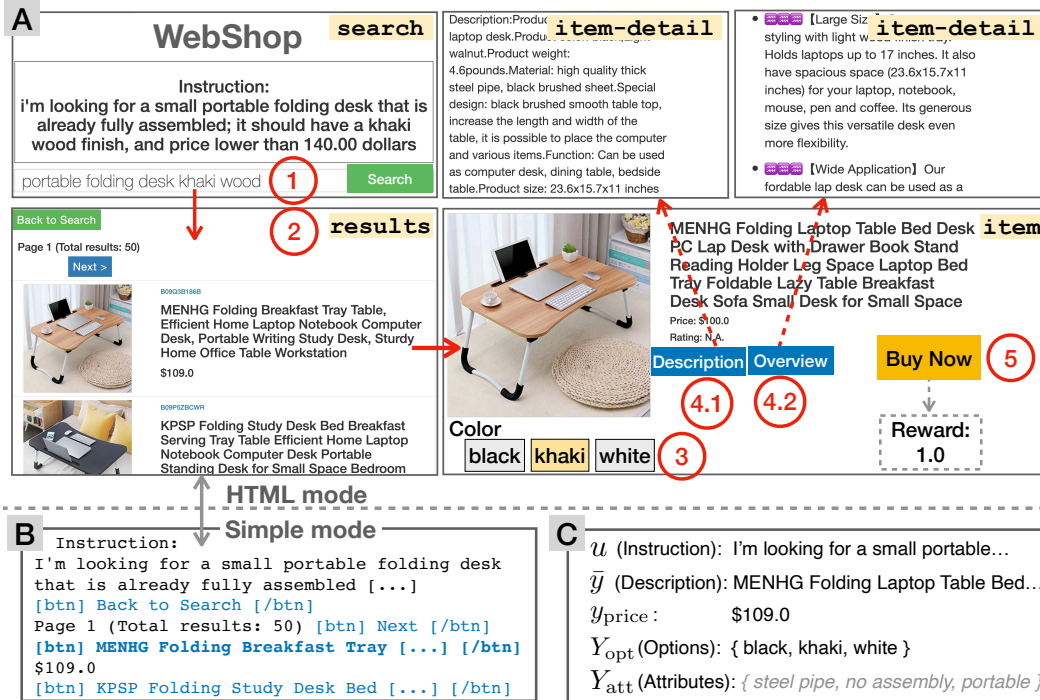 A
WebShop
search
Instruction:
i'm looking for a small portable folding desk that is
already fully assembled; it should have a khaki
wood finish, and price lower than 140.00 dollars
portable folding desk khaki wood
1
Search
item-detail
Description:
laptop desk.
walnut.Product weight:
4.6pounds.Material: high quality thick
steel pipe, black brushed sheet.Special
design: black brushed smooth table top,
increase the length and width of the
table, it is possible to place the computer
and various items.Function: Can be used
as computer desk, dining table, bedside
table.Product size: 23.6x15.7x11 inches
item-detail
• 【Large
styling with light
Holds laptops up to 17 inches. It also
have spacious space (23.6x15.7x11
inches) for your laptop, notebook,
mouse, pen and coffee. Its generous
size gives this versatile desk even
more flexibility.
• 【Wide Application】Our
fordable lap desk can be used as a
Back to Search
2
results
Page 1 (Total results: 50)
Next >
B09Q3B186B
MENHG Folding Breakfast Tray Table,
Efficient Home Laptop Notebook Computer
Desk, Portable Writing Study Desk, Sturdy
Home Office Table Workstation
$109.0
B09P5ZBCWR
KPSP Folding Study Desk Bed Breakfast
Serving Tray Table Efficient Home Laptop
Notebook Computer Desk Portable
Standing Desk for Small Space Bedroom
item
MENHG Folding Laptop Table Bed Desk
PC Lap Desk with Drawer Book Stand
Reading Holder Leg Space Laptop Bed
Tray Foldable Lazy Table Breakfast
Desk Sofa Small Desk for Small Space
Price: $100.0
Rating: N.A.
Description
Overview
4.1
4.2
Buy Now
5
Reward:
1.0
Color
black khaki white
3
HTML mode
Simple mode
B
Instruction:
I'm looking for a small portable folding desk
that is already fully assembled [...]
[btn] Back to Search [/btn]
Page 1 (Total results: 50) [btn] Next [/btn]
[btn] MENHG Folding Breakfast Tray [...] [/btn]
$109.0
[btn] KPSP Folding Study Desk Bed [...] [/btn]
C
u (Instruction): I'm looking for a small portable…
ȳ (Description): MENHG Folding Laptop Table Bed…
y_price: $109.0
Y_opt (Options): { black, khaki, white }
Y_att (Attributes): { steel pipe, no assembly, portable }